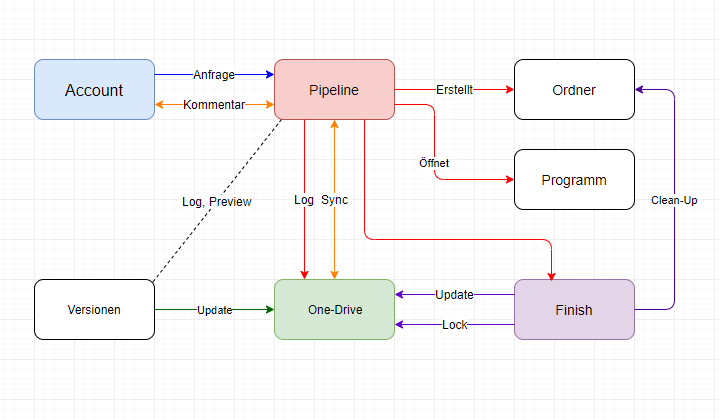 Account
Anfrage
Kommentar
Pipeline
Erstellt
Ordner
Öffnet
Programm
Clean-Up
Log, Preview
Log
Sync
Versionen
Update
One-Drive
Update
Lock
Finish